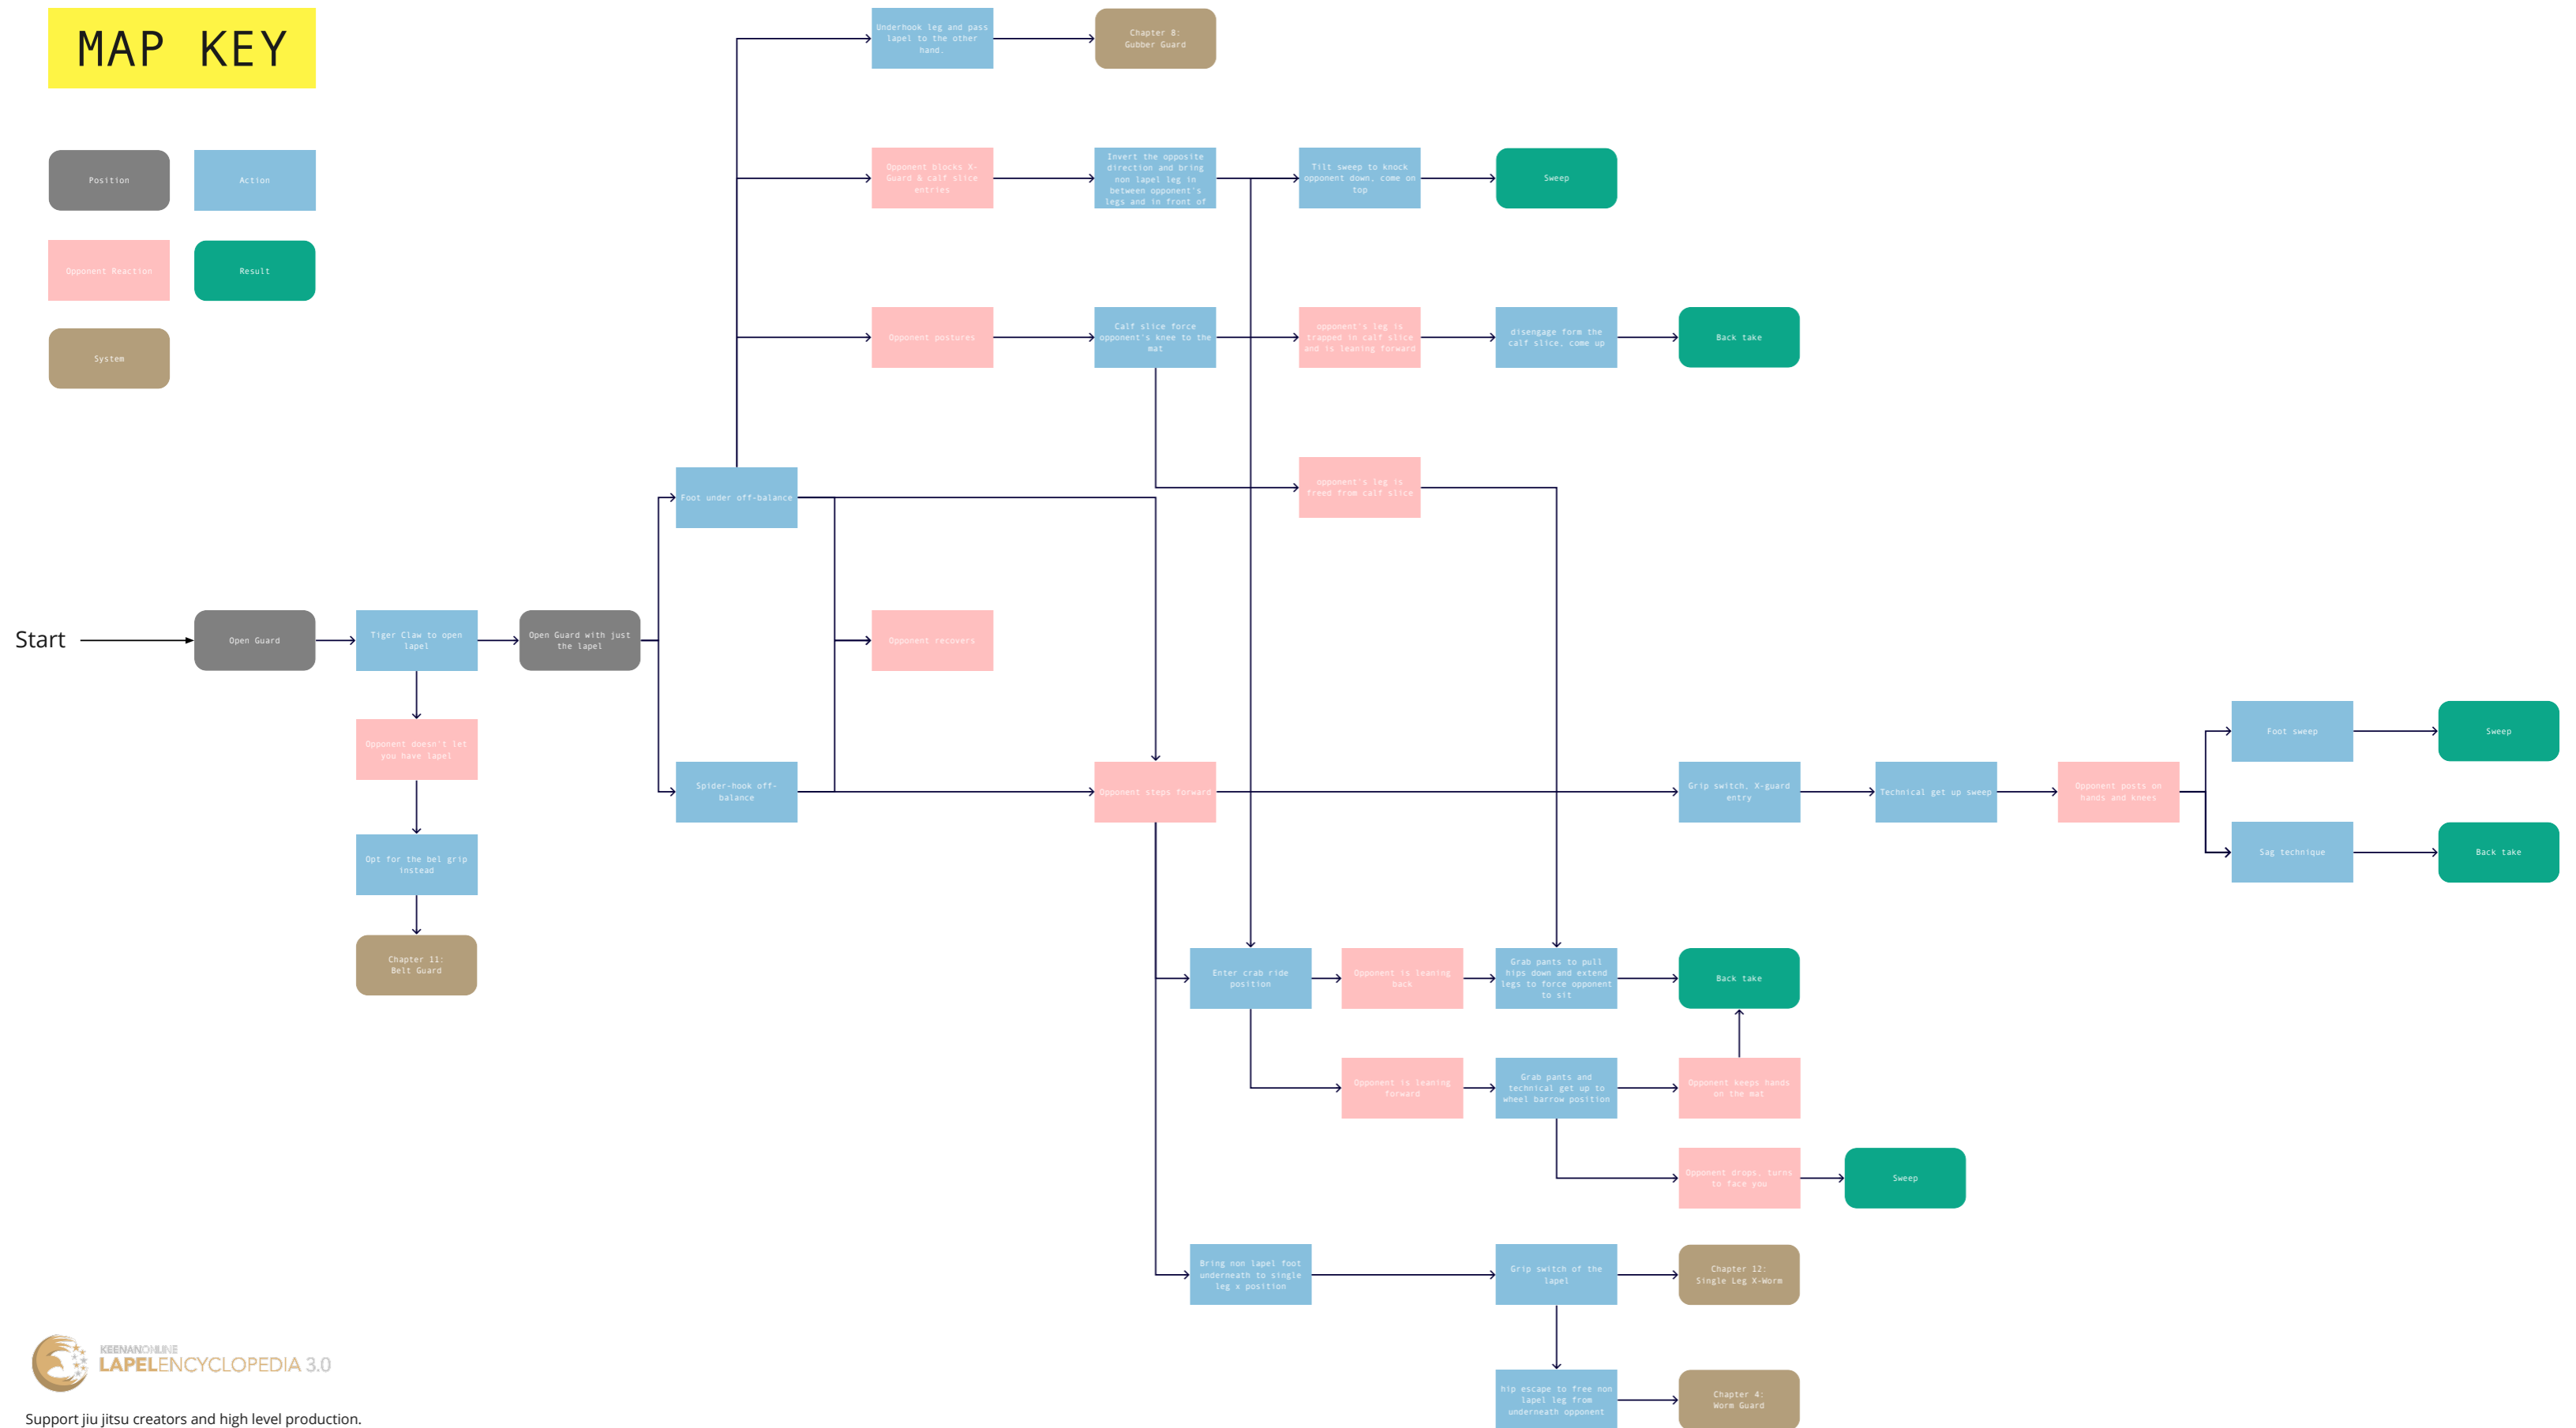 MAP KEY
Position
Action
Opponent Reaction
Result
System
Underhook leg and pass
lapel to the other
hand.
Chapter 8:
Gubber Guard
Opponent blocks X-
Guard & calf slice
entries
Invert the opposite
direction and bring
non lapel leg in
between opponent's
legs and in front of
Tilt sweep to knock
opponent down, come on
top
Sweep
Opponent postures
Calf slice force
opponent's knee to the
mat
opponent's leg is
trapped in calf slice
and is leaning forward
disengage form the
calf slice, come up
Back take
opponent's leg is
freed from calf slice
Foot under off-balance
Start
Open Guard
Tiger Claw to open
lapel
Open Guard with just
the lapel
Opponent recovers
Opponent doesn't let
you have lapel
Opt for the bel grip
instead
Chapter 11:
Belt Guard
Spider-hook off-
balance
Opponent steps forward
Grip switch, X-guard
entry
Technical get up sweep
Opponent posts on
hands and knees
Foot sweep
Sweep
Sag technique
Back take
Enter crab ride
position
Opponent is leaning
back
Grab pants to pull
hips down and extend
legs to force opponent
to sit
Back take
Opponent is leaning
forward
Grab pants and
technical get up to
wheel barrow position
Opponent keeps hands
on the mat
Opponent drops, turns
to face you
Sweep
Bring non lapel foot
underneath to single
leg x position
Grip switch of the
lapel
Chapter 12:
Single Leg X-Worm
hip escape to free non
lapel leg from
underneath opponent
Chapter 4:
Worm Guard
KEENANONLINE
LAPELENCYCLOPEDIA 3.0
Support jiu jitsu creators and high level production.